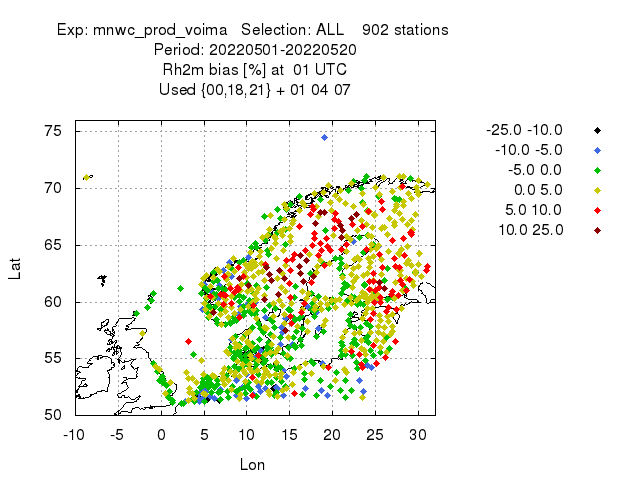 Exp: mnwc_prod_voima   Selection: ALL    902 stations
Period: 20220501-20220520
Rh2m bias [%] at  01 UTC
Used {00,18,21} + 01 04 07
-25.0 -10.0
-10.0 -5.0
-5.0 0.0
0.0 5.0
5.0 10.0
10.0 25.0
75
70
65
60
55
50
Lat
-10 -5 0 5 10 15 20 25 30
Lon